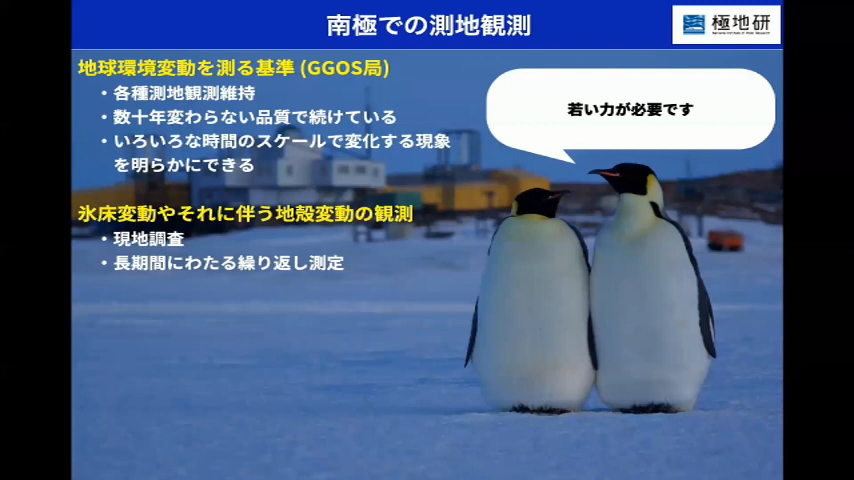 南極での測地観測
極地研
地球環境変動を測る基準 (GGOS局)
・各種測地観測維持
・数十年変わらない品質で続けている
・いろいろな時間のスケールで変化する現象
を明らかにできる
若い力が必要です
氷床変動やそれに伴う地殻変動の観測
・現地調査
・長期間にわたる繰り返し測定